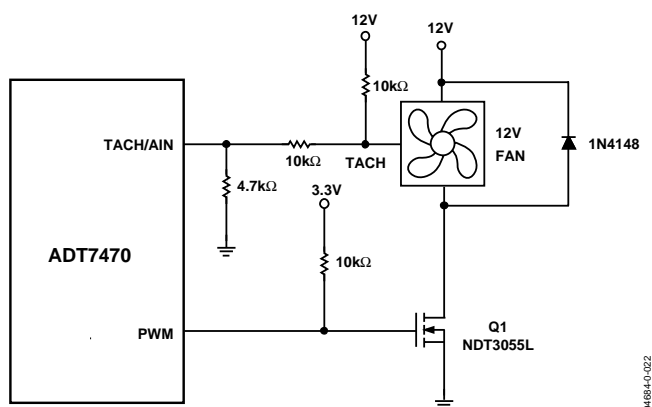 12V
12V
10kΩ
TACH/AIN
12V
FAN
1N4148
10kΩ
TACH
4.7kΩ
3.3V
ADT7470
10kΩ
PWM
Q1
NDT3055L
04684-0-022